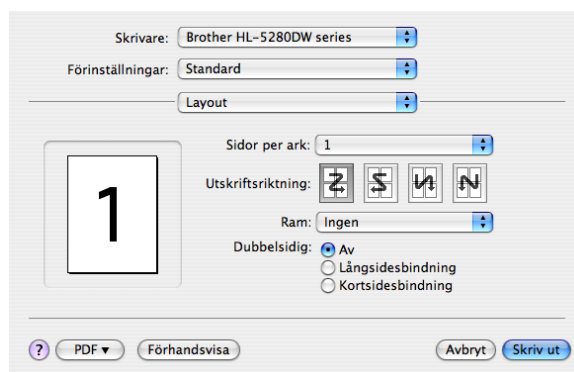 Skrivare: Brother HL-5280DW series
Förinställningar: Standard
Layout
Sidor per ark: 1
Utskriftsriktning:
1
Ram: Ingen
Dubbelsidig: Av
Långsidesbindning
Kortsidesbindning
? PDF ▼ Förhandsvisa Avbryt Skriv ut